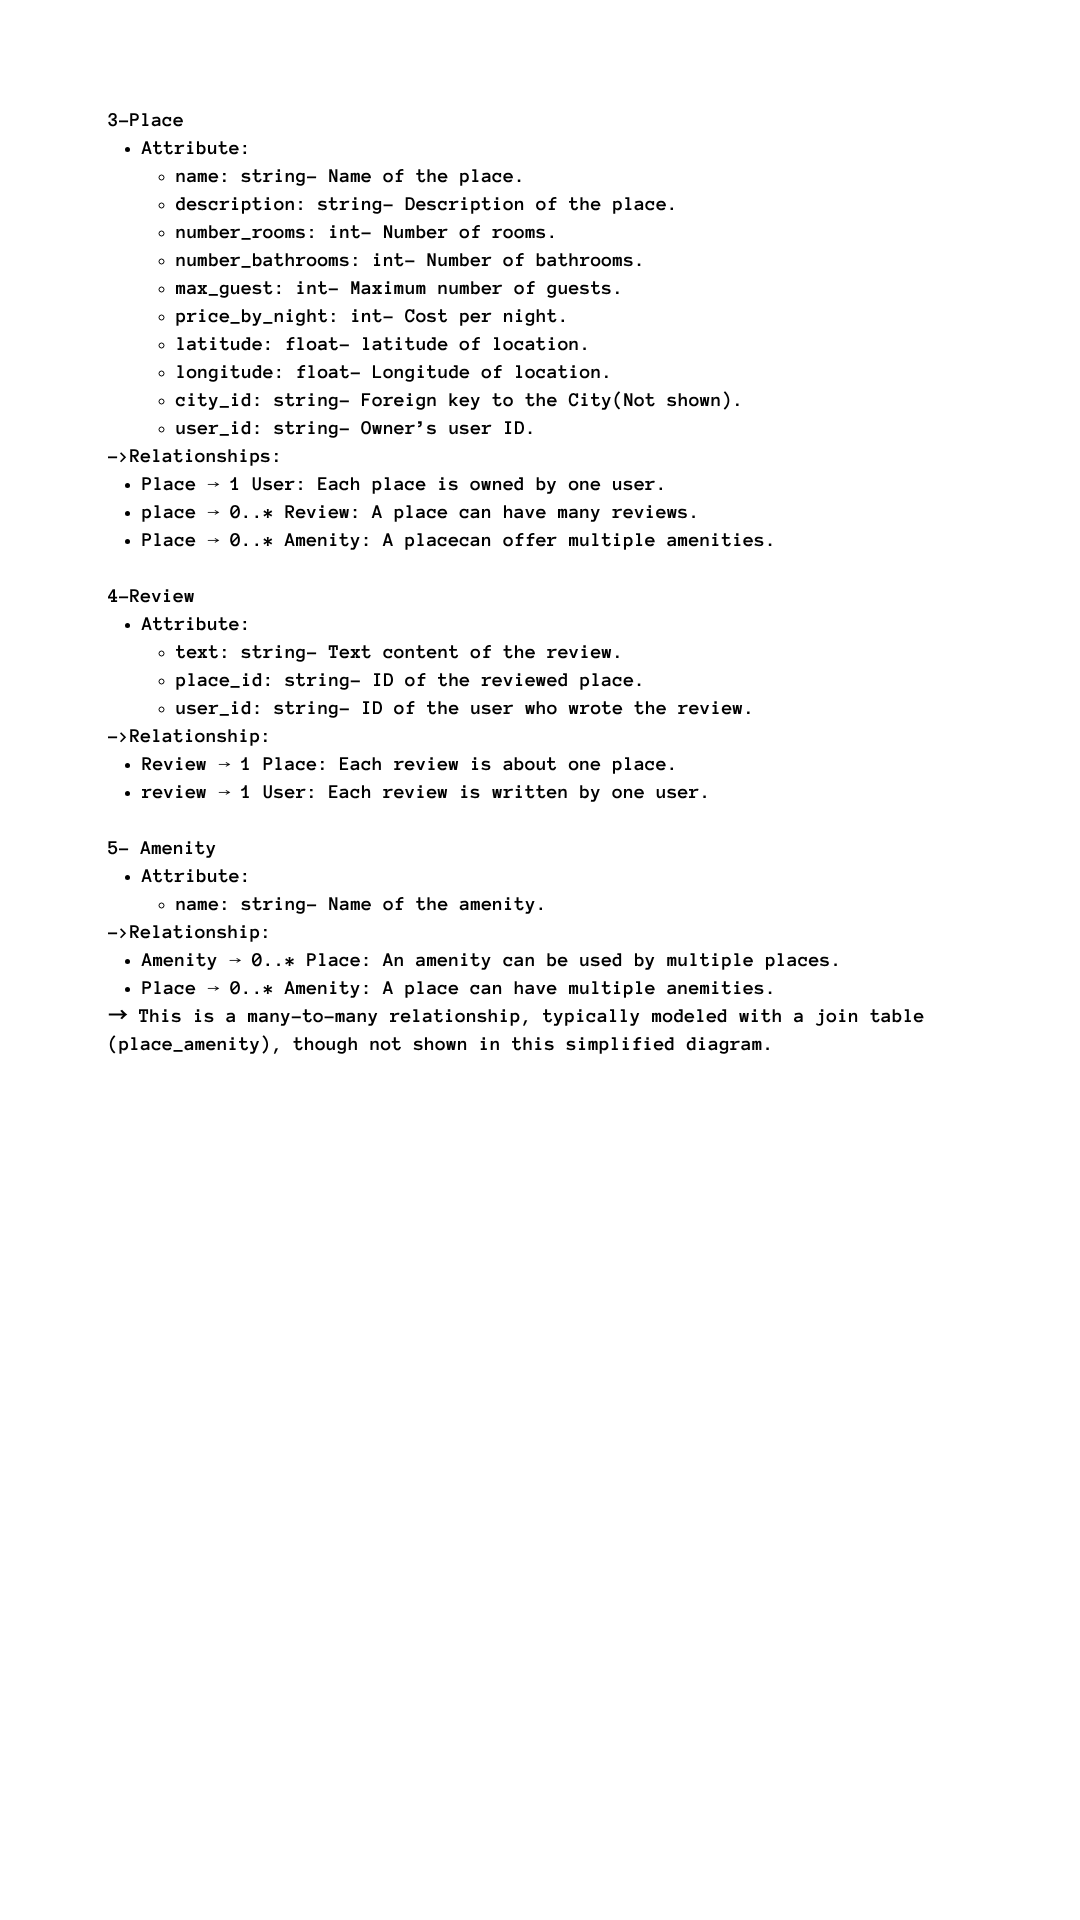 3-Place
• Attribute:
◦ name: string- Name of the place.
◦ description: string- Description of the place.
◦ number_rooms: int- Number of rooms.
◦ number_bathrooms: int- Number of bathrooms.
◦ max_guest: int- Maximum number of guests.
◦ price_by_night: int- Cost per night.
◦ latitude: float- latitude of location.
◦ longitude: float- Longitude of location.
◦ city_id: string- Foreign key to the City(Not shown).
◦ user_id: string- Owner’s user ID.
->Relationships:
• Place → 1 User: Each place is owned by one user.
• place → 0..* Review: A place can have many reviews.
• Place → 0..* Amenity: A placecan offer multiple amenities.
4-Review
• Attribute:
◦ text: string- Text content of the review.
◦ place_id: string- ID of the reviewed place.
◦ user_id: string- ID of the user who wrote the review.
->Relationship:
• Review → 1 Place: Each review is about one place.
• review → 1 User: Each review is written by one user.
5- Amenity
• Attribute:
◦ name: string- Name of the amenity.
->Relationship:
• Amenity → 0..* Place: An amenity can be used by multiple places.
• Place → 0..* Amenity: A place can have multiple anemities.
→ This is a many-to-many relationship, typically modeled with a join table
(place_amenity), though not shown in this simplified diagram.